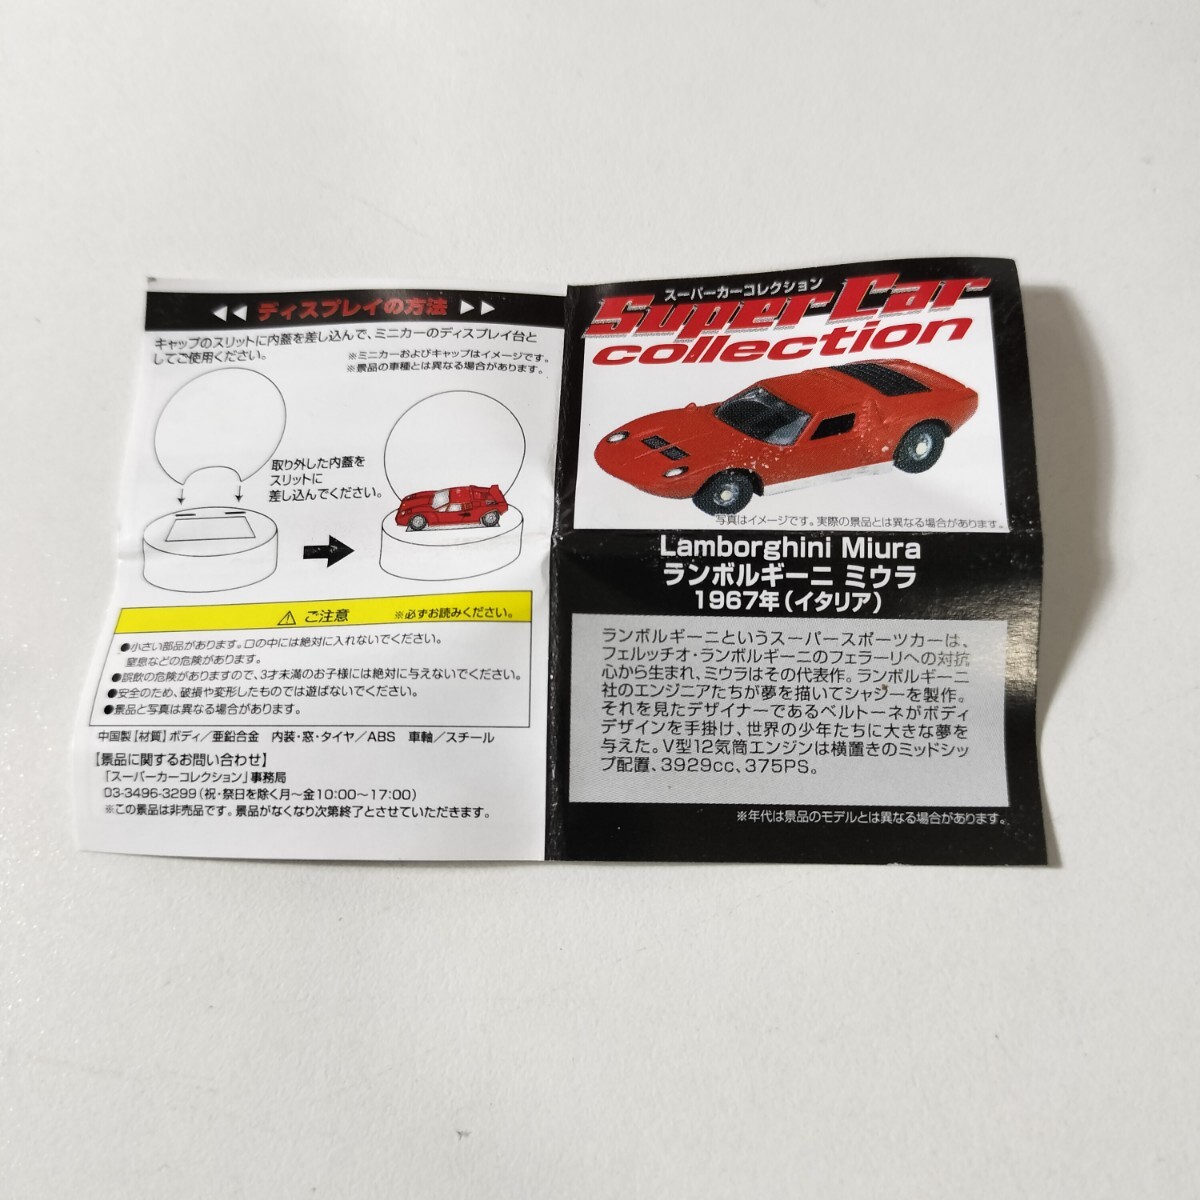 ディスプレイの方法
キャップのスリットに内蓋を差し込んで、ミニカーのディスプレイ台と
してご使用ください。
※ミニカーおよびキャップはイメージです。
※景品の車種とは異なる場合があります。
取り外した内蓋を
スリットに
差し込んでください。
ご注意 ※必ずお読みください。
●小さい部品があります。口の中には絶対に入れないでください。
窒息などの危険があります。
●誤飲の危険がありますので、3才未満のお子様には絶対に与えないでください。
●安全のため、破損や変形したものでは遊ばないでください。
●景品と写真は異なる場合があります。
中国製【材質】ボディ/亜鉛合金 内装・窓・タイヤ/ABS 車軸/スチール
【景品に関するお問い合わせ】
「スーパーカーコレクション」事務局
03-3496-3299(祝・祭日を除く月〜金10:00〜17:00)
※この景品は非売品です。景品がなくなり次第終了とさせていただきます。
スーパーカーコレクション
Super Car
collection
写真はイメージです。実際の景品とは異なる場合があります。
Lamborghini Miura
ランボルギーニ ミウラ
1967年(イタリア)
ランボルギーニというスーパースポーツカーは、
フェルッチオ・ランボルギーニのフェラーリへの対抗
心から生まれ、ミウラはその代表作。ランボルギーニ
社のエンジニアたちが夢を描いてシャシーを製作。
それを見たデザイナーであるベルトーネがボディ
デザインを手掛け、世界の少年たちに大きな夢を
与えた。V型12気筒エンジンは横置きのミッドシッ
プ配置、3929cc、375PS。
※年代は景品のモデルとは異なる場合があります。